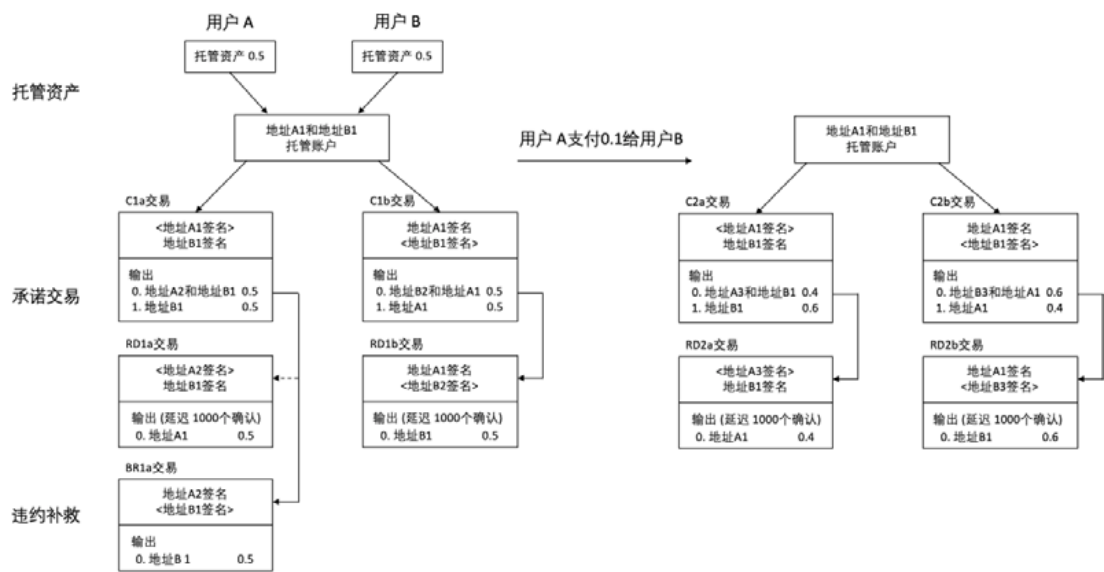 用户 A
用户 B
托管资产 0.5
托管资产 0.5
托管资产
地址A1和地址B1
托管账户
用户 A支付0.1给用户B
地址A1和地址B1
托管账户
C1a交易
<地址A1签名>
地址B1签名
输出
0. 地址A2和地址B1 0.5
1. 地址B1 0.5
C1b交易
地址A1签名
<地址B1签名>
输出
0. 地址B2和地址A1 0.5
1. 地址A1 0.5
C2a交易
<地址A1签名>
地址B1签名
输出
0. 地址A3和地址B1 0.4
1. 地址B1 0.6
C2b交易
地址A1签名
<地址B1签名>
输出
0. 地址B3和地址A1 0.6
1. 地址A1 0.4
承诺交易
RD1a交易
<地址A2签名>
地址B1签名
输出 (延迟 1000个确认)
0. 地址A1 0.5
RD1b交易
地址A1签名
<地址B2签名>
输出 (延迟 1000个确认)
0. 地址B1 0.5
RD2a交易
<地址A3签名>
地址B1签名
输出 (延迟 1000个确认)
0. 地址A1 0.4
RD2b交易
地址A1签名
<地址B3签名>
输出 (延迟 1000个确认)
0. 地址B1 0.6
违约补救
BR1a交易
地址A2签名
<地址B1签名>
输出
0. 地址B 1 0.5